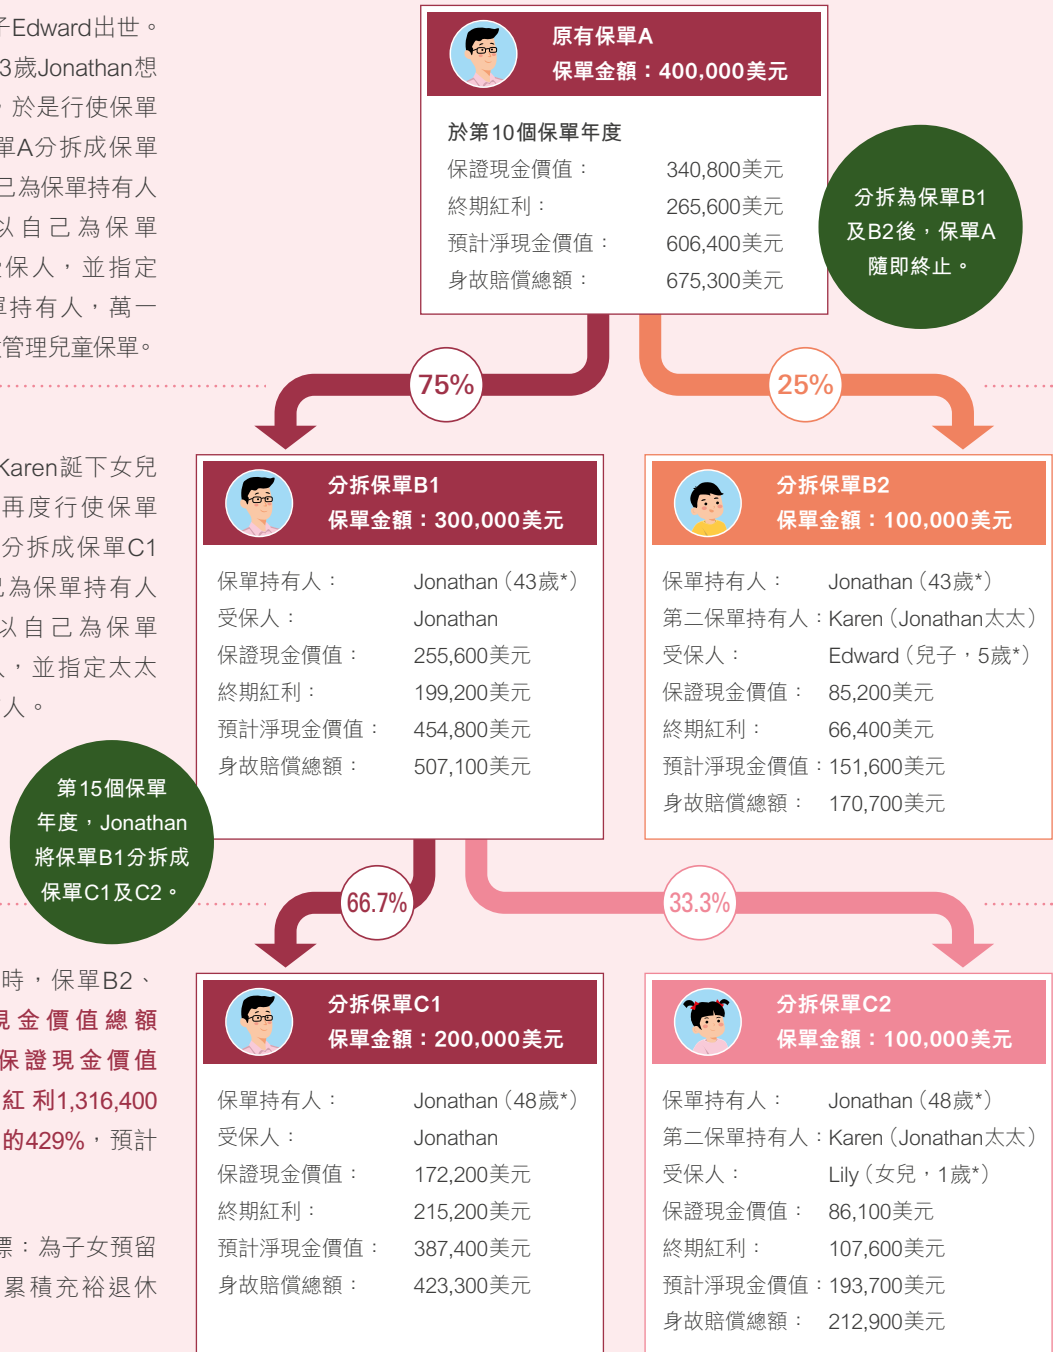 子Edward出世。
3歲Jonathan想
，於是行使保單
單A分拆成保單
己為保單持有人
以自己為保單
受保人，並指定
單持有人，萬一
管理兒童保單。
原有保單A
保單金額：400,000美元
於第10個保單年度
保證現金價值： 340,800美元
終期紅利： 265,600美元
預計淨現金價值： 606,400美元
身故賠償總額： 675,300美元
分拆為保單B1
及B2後，保單A
隨即終止。
75%
25%
Karen誕下女兒
再度行使保單
分拆成保單C1
己為保單持有人
以自己為保單
人，並指定太太
人。
分拆保單B1
保單金額：300,000美元
保單持有人： Jonathan（43歲*）
受保人： Jonathan
保證現金價值： 255,600美元
終期紅利： 199,200美元
預計淨現金價值： 454,800美元
身故賠償總額： 507,100美元
分拆保單B2
保單金額：100,000美元
保單持有人： Jonathan（43歲*）
第二保單持有人：Karen（Jonathan太太）
受保人： Edward（兒子，5歲*）
保證現金價值： 85,200美元
終期紅利： 66,400美元
預計淨現金價值：151,600美元
身故賠償總額： 170,700美元
第15個保單
年度，Jonathan
將保單B1分拆成
保單C1及C2。
66.7%
33.3%
時，保單B2、
現金價值總額
保證現金價值
紅利1,316,400
的429%，預計
標：為子女預留
累積充裕退休
分拆保單C1
保單金額：200,000美元
保單持有人： Jonathan（48歲*）
受保人： Jonathan
保證現金價值： 172,200美元
終期紅利： 215,200美元
預計淨現金價值： 387,400美元
身故賠償總額： 423,300美元
分拆保單C2
保單金額：100,000美元
保單持有人： Jonathan（48歲*）
第二保單持有人：Karen（Jonathan太太）
受保人： Lily（女兒，1歲*）
保證現金價值： 86,100美元
終期紅利： 107,600美元
預計淨現金價值：193,700美元
身故賠償總額： 212,900美元